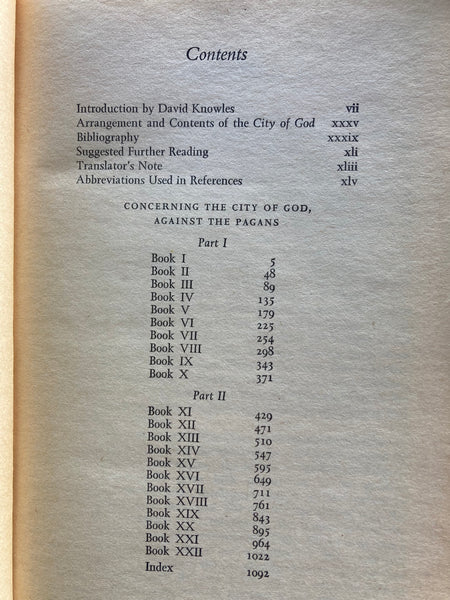 Contents
Introduction by David Knowles vii
Arrangement and Contents of the City of God xxxv
Bibliography xxxix
Suggested Further Reading xli
Translator's Note xliii
Abbreviations Used in References xlv
CONCERNING THE CITY OF GOD,
AGAINST THE PAGANS
Part I
Book I 5
Book II 48
Book III 89
Book IV 135
Book V 179
Book VI 225
Book VII 254
Book VIII 298
Book IX 343
Book X 371
Part II
Book XI 429
Book XII 471
Book XIII 510
Book XIV 547
Book XV 595
Book XVI 649
Book XVII 711
Book XVIII 761
Book XIX 843
Book XX 895
Book XXI 964
Book XXII 1022
Index 1092